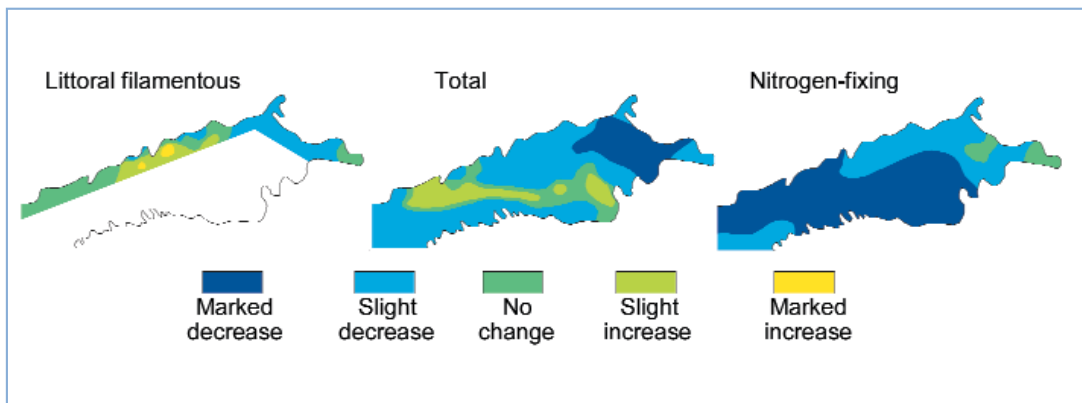 Littoral filamentous
Total
Nitrogen-fixing
Marked
decrease
Slight
decrease
No
change
Slight
increase
Marked
increase